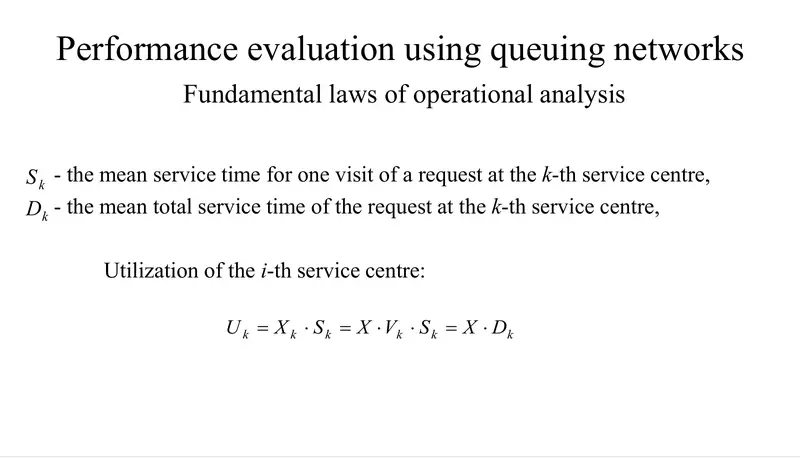 Performance evaluation using queuing networks
Fundamental laws of operational analysis
S_k - the mean service time for one visit of a request at the k-th service centre,
D_k - the mean total service time of the request at the k-th service centre,
Utilization of the i-th service centre:
U_k = X_k · S_k = X · V_k · S_k = X · D_k